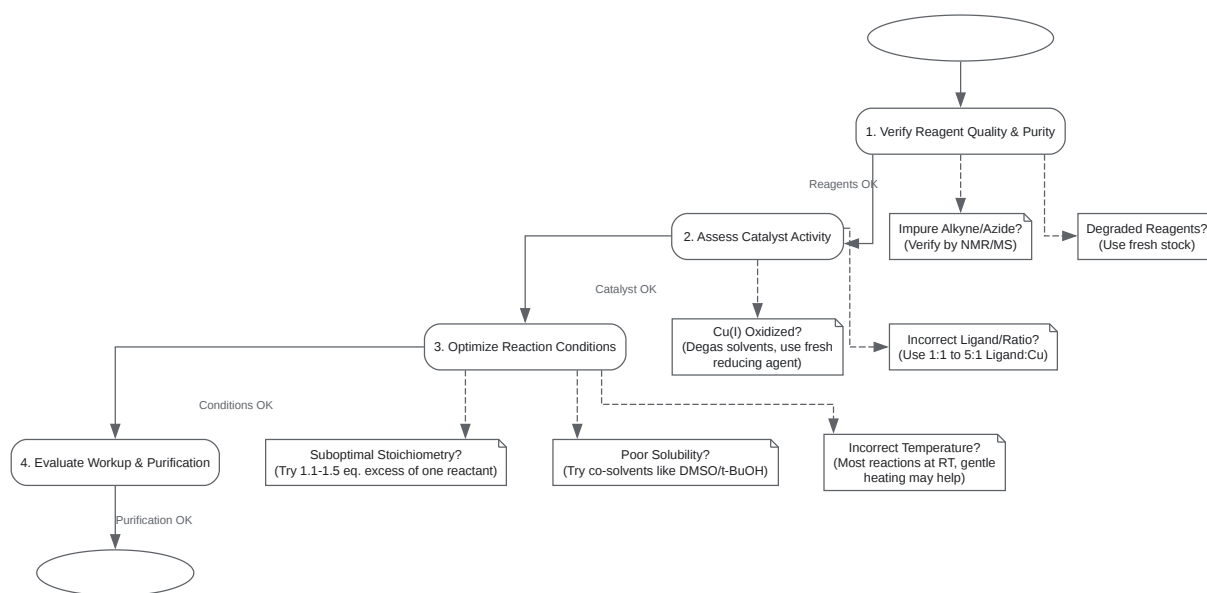 1. Verify Reagent Quality & Purity
Reagents OK
Impure Alkyne/Azide?
(Verify by NMR/MS)
Degraded Reagents?
(Use fresh stock)
2. Assess Catalyst Activity
Catalyst OK
Cu(I) Oxidized?
(Degas solvents, use fresh
reducing agent)
Incorrect Ligand/Ratio?
(Use 1:1 to 5:1 Ligand:Cu)
3. Optimize Reaction Conditions
Conditions OK
Suboptimal Stoichiometry?
(Try 1.1-1.5 eq. excess of one reactant)
Poor Solubility?
(Try co-solvents like DMSO/t-BuOH)
Incorrect Temperature?
(Most reactions at RT, gentle
heating may help)
4. Evaluate Workup & Purification
Purification OK